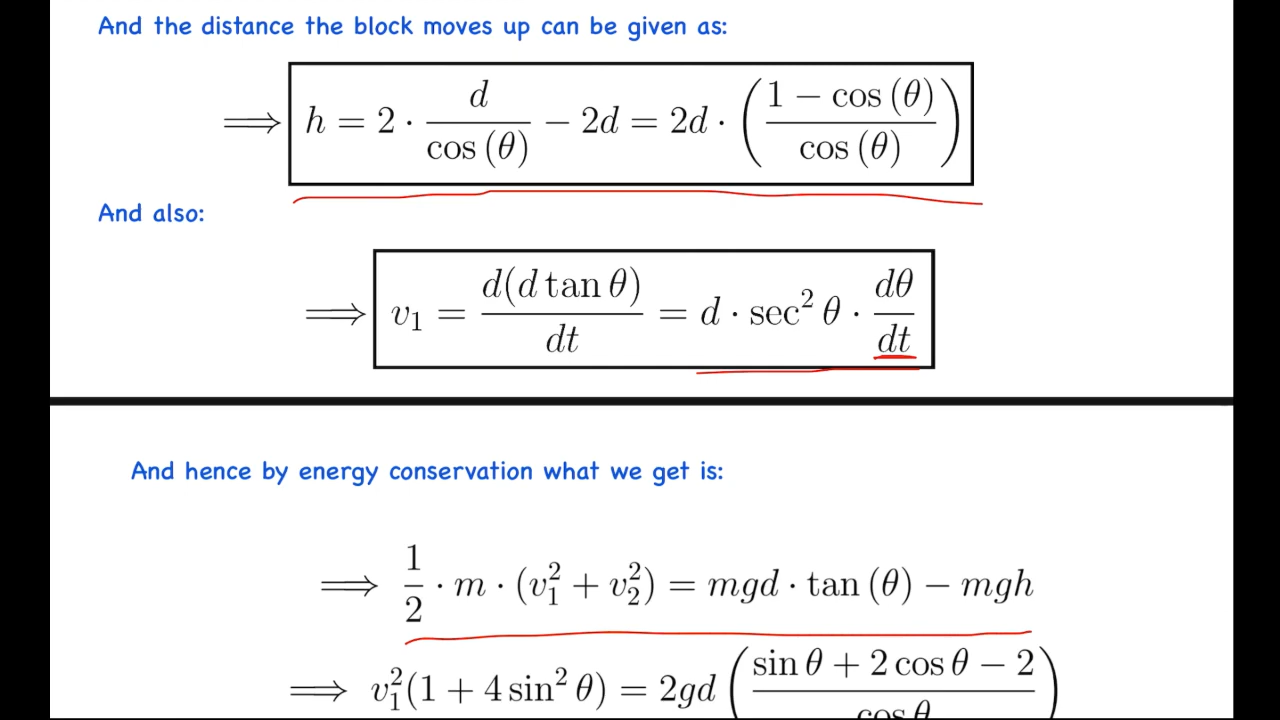 And the distance the block moves up can be given as:
⟹ h = 2 · d/cos (θ) − 2d = 2d · ((1 − cos (θ))/cos (θ))
And also:
⟹ v₁ = d(d tan θ)/dt = d · sec² θ · dθ/dt
And hence by energy conservation what we get is:
⟹ 1/2 · m · (v₁² + v₂²) = mgd · tan (θ) − mgh
⟹ v₁²(1 + 4 sin² θ) = 2gd ((sin θ + 2 cos θ − 2)/cos θ)